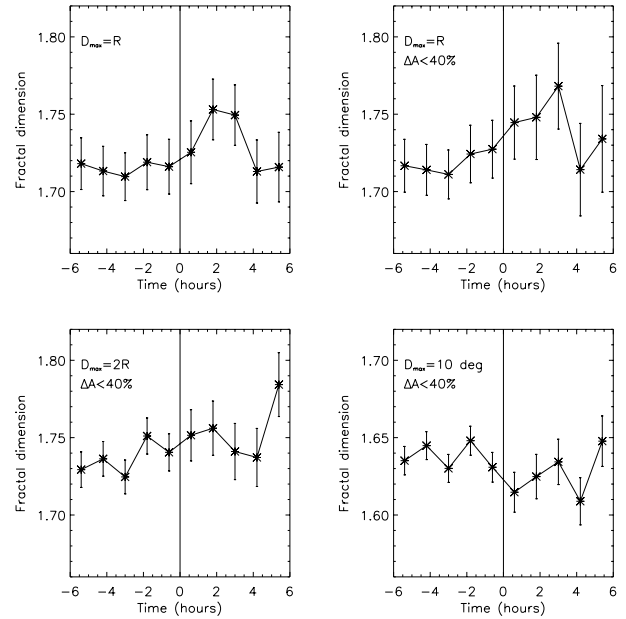 1.80
1.75
1.70
Fractal dimension
D_max=R
−6 −4 −2 0 2 4 6
Time (hours)
1.80
1.75
1.70
Fractal dimension
D_max=R
ΔA<40%
−6 −4 −2 0 2 4 6
Time (hours)
1.80
1.75
1.70
Fractal dimension
D_max=2R
ΔA<40%
−6 −4 −2 0 2 4 6
Time (hours)
1.70
1.65
1.60
Fractal dimension
D_max=10 deg
ΔA<40%
−6 −4 −2 0 2 4 6
Time (hours)